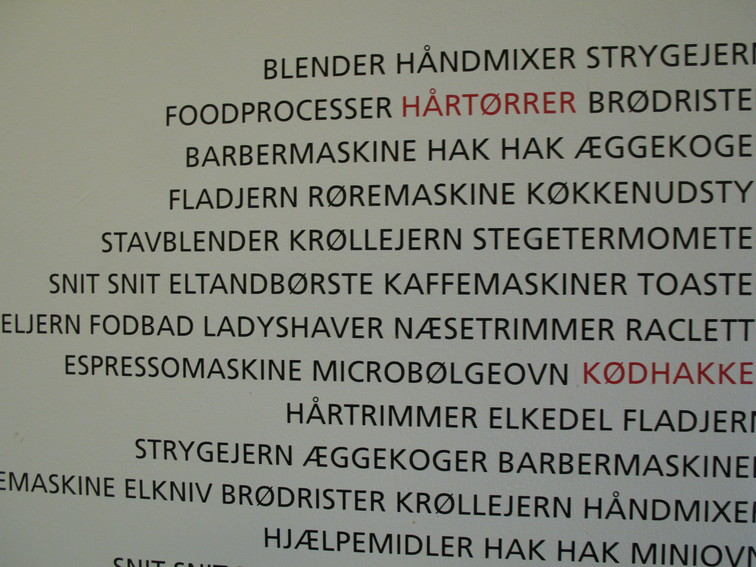 BLENDER HÅNDMIXER STRYGEJERN
FOODPROCESSER HÅRTØRRER BRØDRISTE
BARBERMASKINE HAK HAK ÆGGEKOGE
FLADJERN RØREMASKINE KØKKENUDSTY
STAVBLENDER KRØLLEJERN STEGETERMOMETE
SNIT SNIT ELTANDBØRSTE KAFFEMASKINER TOASTE
ELJERN FODBAD LADYSHAVER NÆSETRIMMER RACLETT
ESPRESSOMASKINE MICROBØLGEOVN KØDHAKKE
HÅRTRIMMER ELKEDEL FLADJERN
STRYGEJERN ÆGGEKOGER BARBERMASKINE
EMASKINE ELKNIV BRØDRISTER KRØLLEJERN HÅNDMIXER
HJÆLPEMIDLER HAK HAK MINIOVN
SNIT SNIT